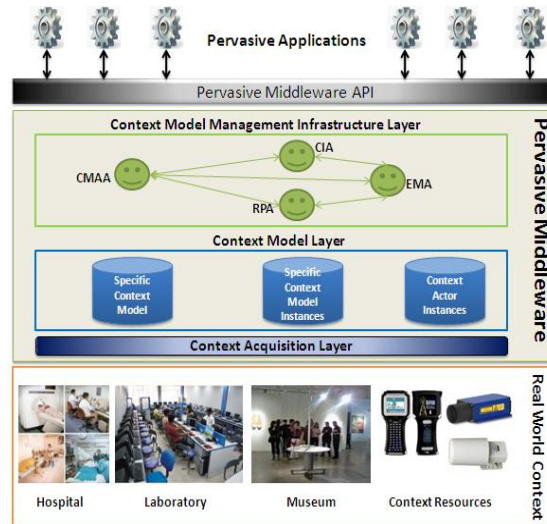 Pervasive Applications
Pervasive Middleware API
Context Model Management Infrastructure Layer
CIA
CMAA
EMA
RPA
Context Model Layer
Specific
Context
Model
Specific
Context
Model
Instances
Context
Actor
Instances
Context Acquisition Layer
Pervasive Middleware
Hospital
Laboratory
Museum
Context Resources
Real World Context